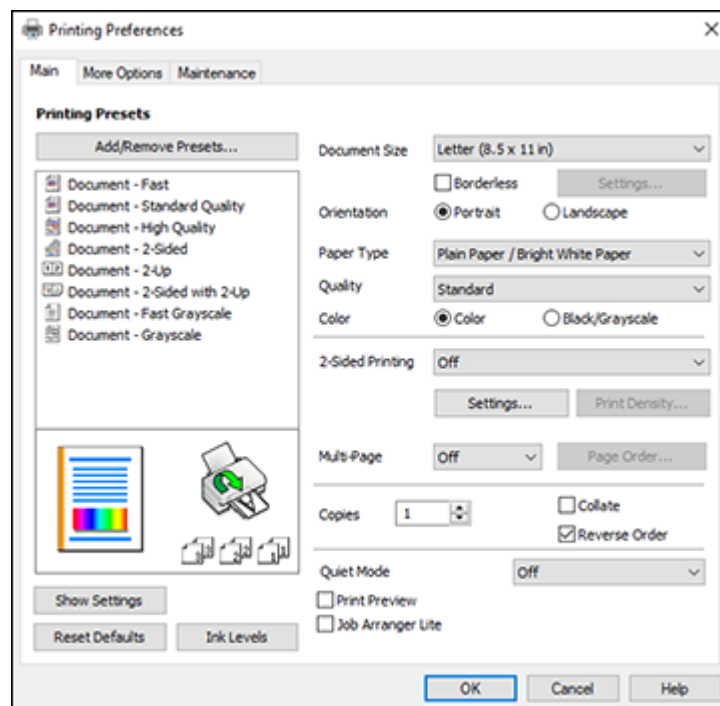 Printing Preferences
Main More Options Maintenance
Printing Presets
Add/Remove Presets...
Document - Fast
Document - Standard Quality
Document - High Quality
Document - 2-Sided
Document - 2-Up
Document - 2-Sided with 2-Up
Document - Fast Grayscale
Document - Grayscale
Show Settings
Reset Defaults Ink Levels
Document Size Letter (8.5 x 11 in)
Borderless Settings...
Orientation Portrait Landscape
Paper Type Plain Paper / Bright White Paper
Quality Standard
Color Color Black/Grayscale
2-Sided Printing Off
Settings... Print Density...
Multi-Page Off Page Order...
Copies 1 Collate
Reverse Order
Quiet Mode Off
Print Preview
Job Arranger Lite
OK Cancel Help